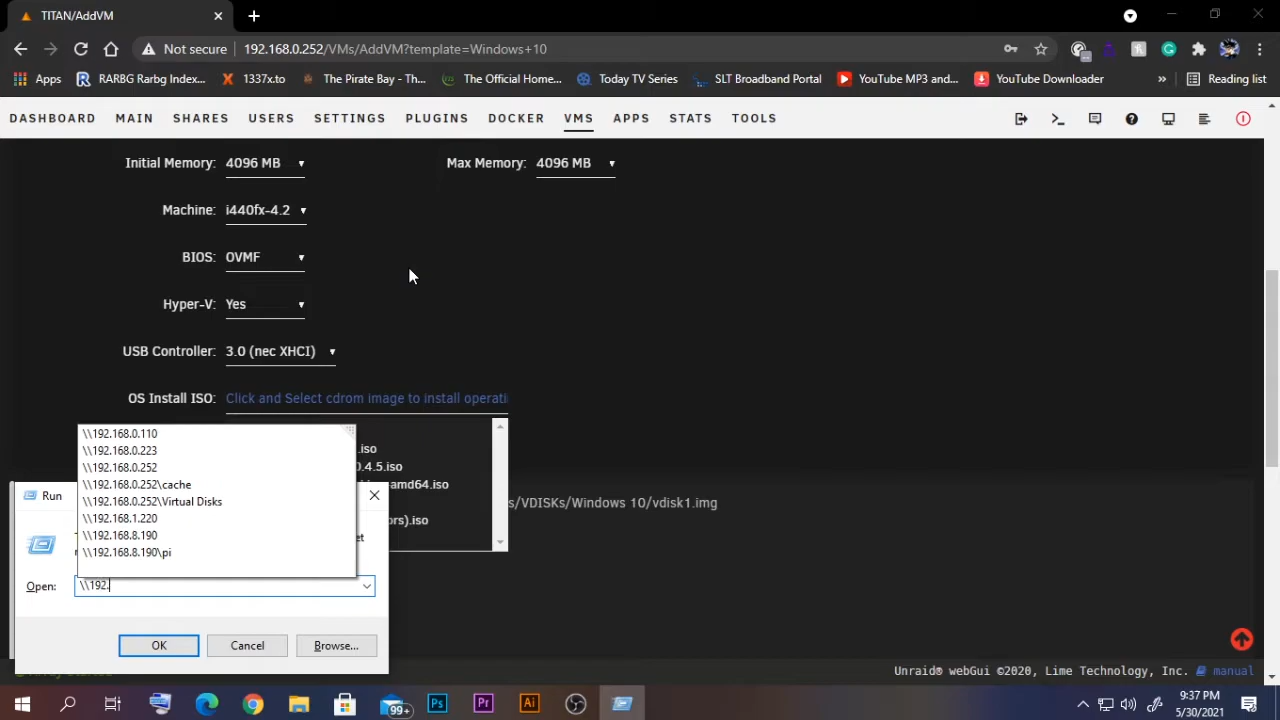 TITAN/AddVM
Not secure
192.168.0.252/VMs/AddVM?template=Windows+10
Apps
RARBG Rarbg Index...
1337x.to
The Pirate Bay - Th...
The Official Home...
Today TV Series
SLT Broadband Portal
YouTube MP3 and...
YouTube Downloader
»
Reading list
DASHBOARD MAIN SHARES USERS SETTINGS PLUGINS DOCKER VMS APPS STATS TOOLS
Initial Memory: 4096 MB Max Memory: 4096 MB
Machine: i440fx-4.2
BIOS: OVMF
Hyper-V: Yes
USB Controller: 3.0 (nec XHCI)
OS Install ISO: Click and Select cdrom image to install operati
.iso
0.4.5.iso
-amd64.iso
ors).iso
s/VDISKs/Windows 10/vdisk1.img
\\192.168.0.110
\\192.168.0.223
\\192.168.0.252
\\192.168.0.252\cache
\\192.168.0.252\Virtual Disks
\\192.168.1.220
\\192.168.8.190
\\192.168.8.190\pi
Run
et
Open: \\192.
OK Cancel Browse...
Unraid® webGui ©2020, Lime Technology, Inc. manual
99+
Ps
Pr
Ai
9:37 PM
5/30/2021